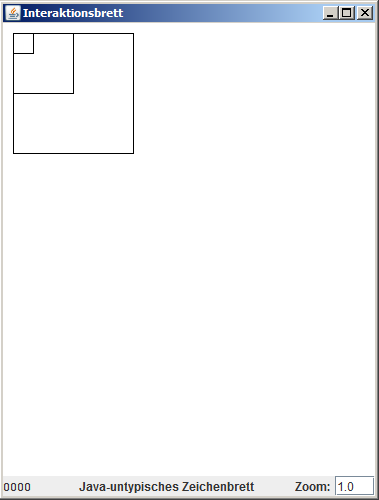 Interaktionsbrett
0000 Java-untypisches Zeichenbrett Zoom: 1.0